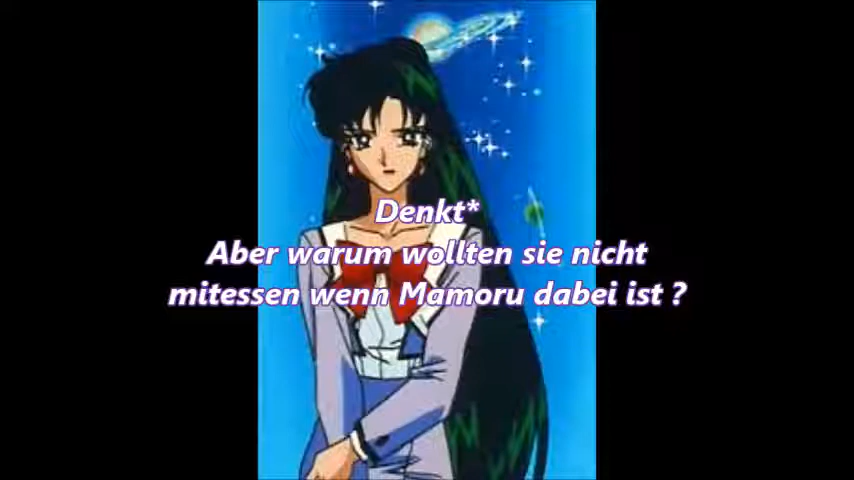 Denkt*
Aber warum wollten sie nicht
mitessen wenn Mamoru dabei ist ?